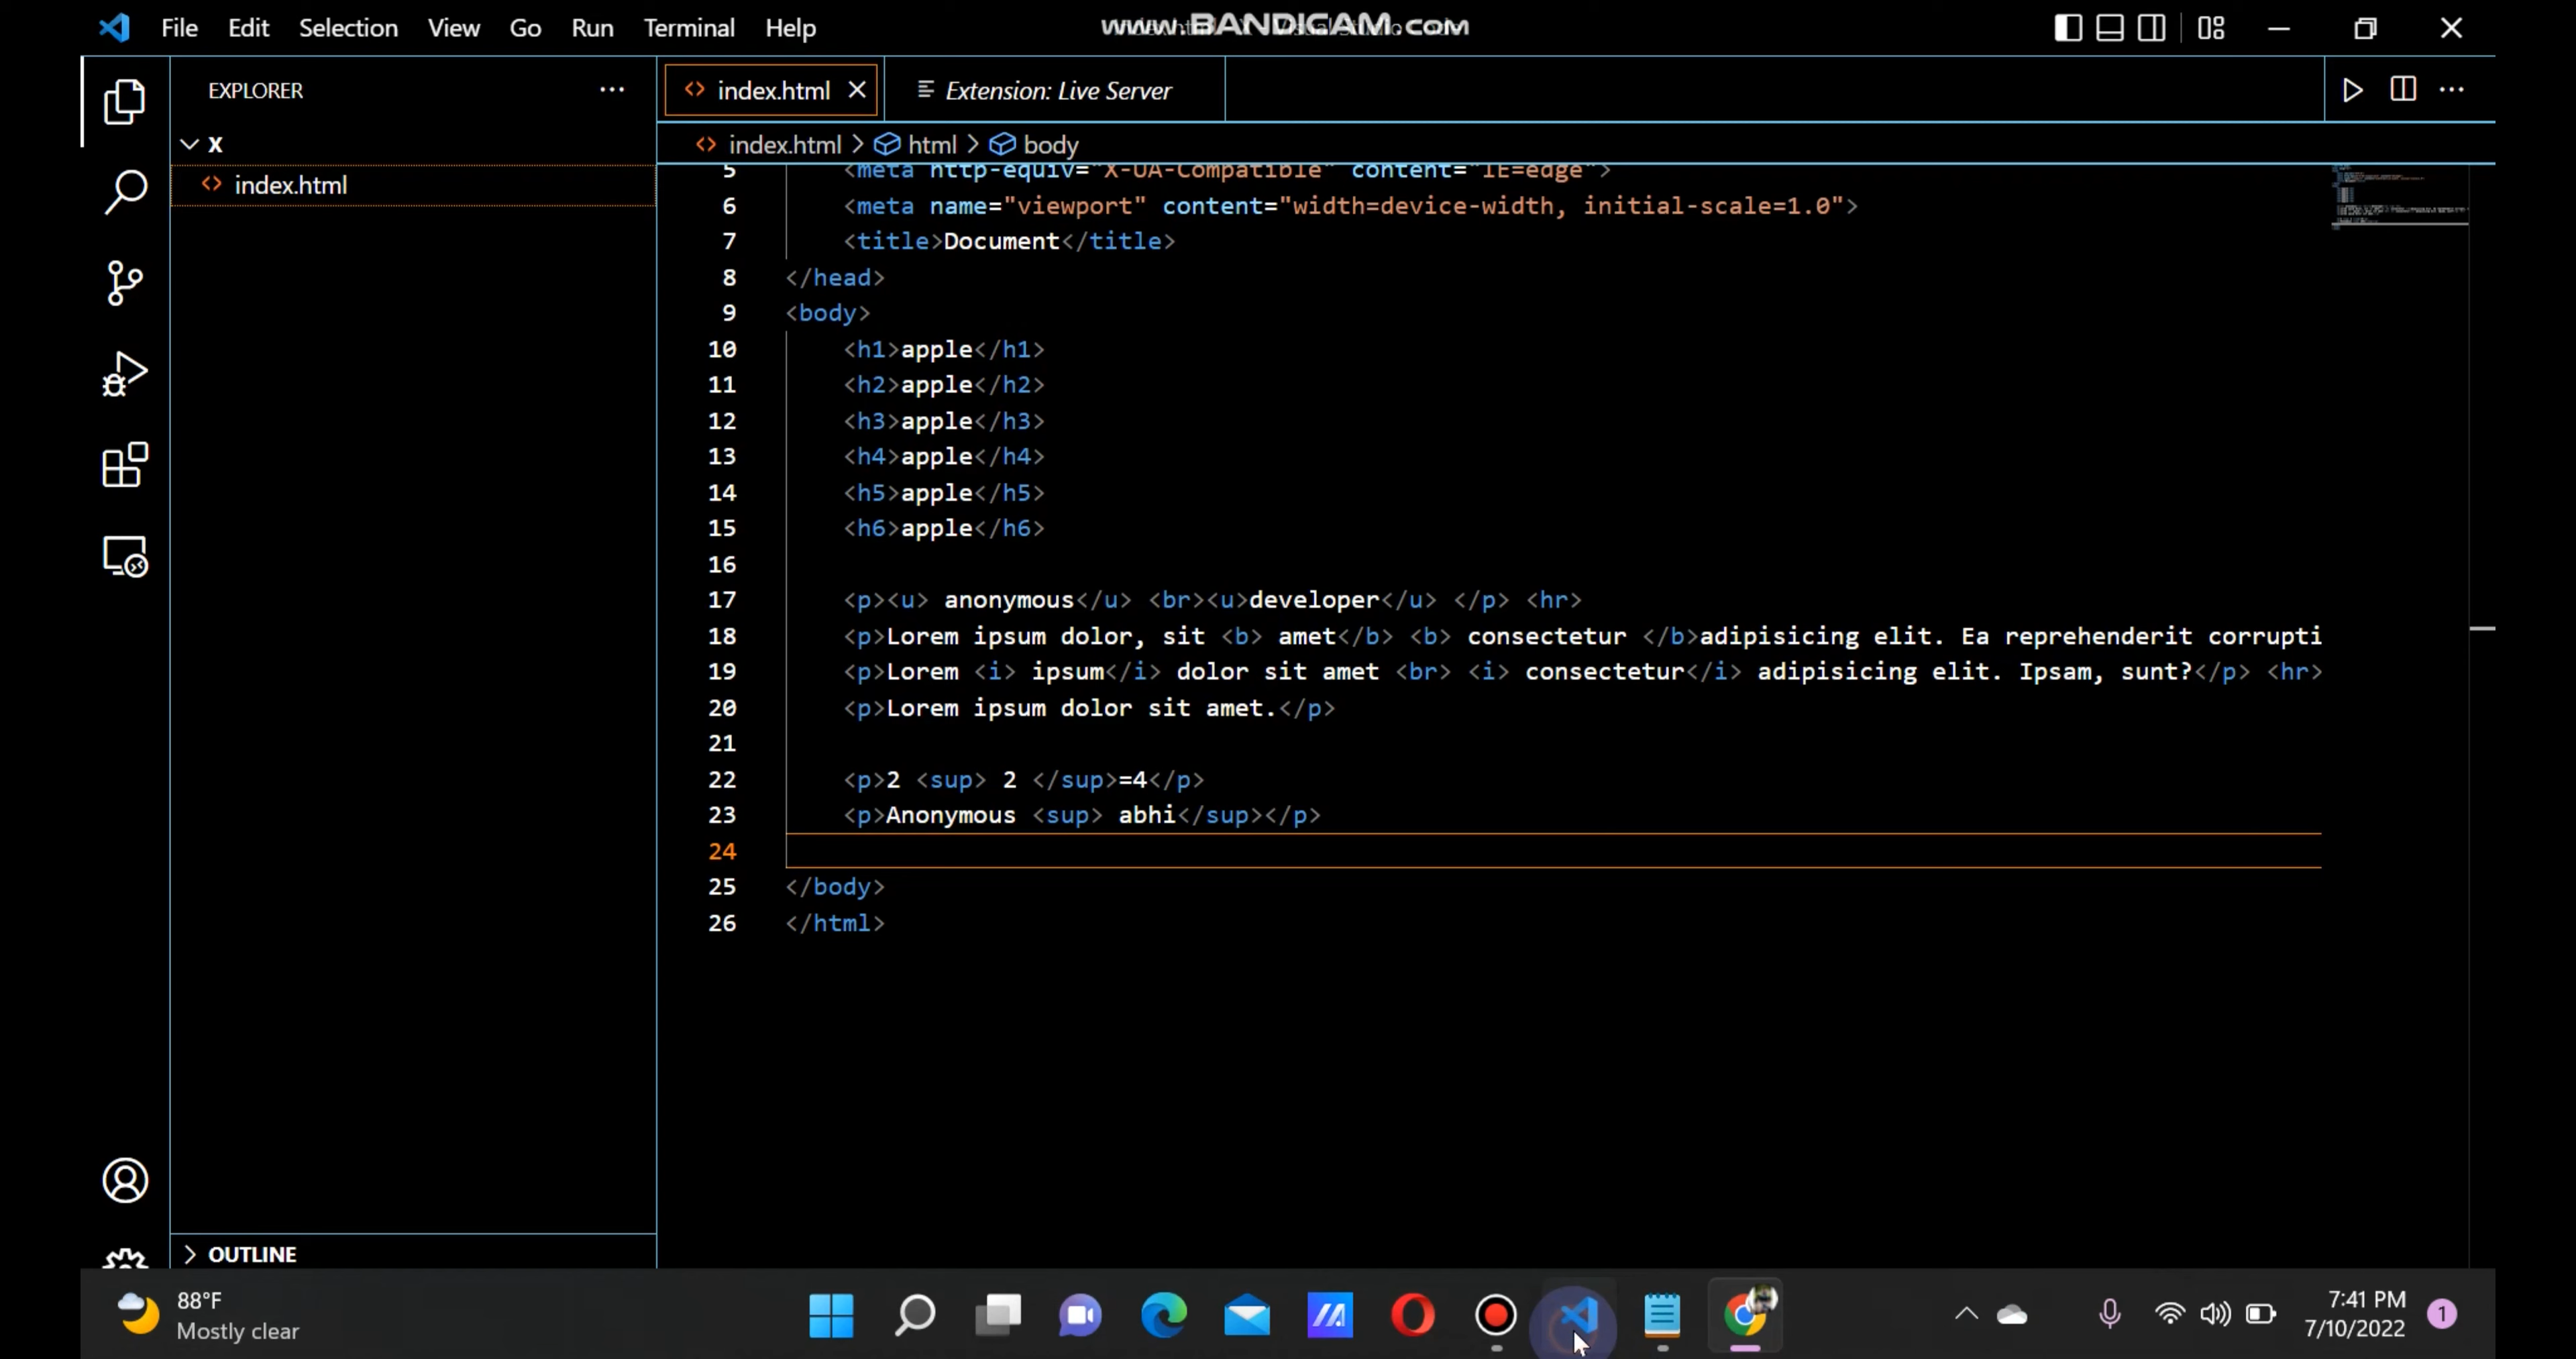 File Edit Selection View Go Run Terminal Help
www.BANDICAM.com
EXPLORER
index.html
Extension: Live Server
X
index.html
index.html > html > body
5 <meta http-equiv="X-UA-Compatible" content="IE=edge">
6 <meta name="viewport" content="width=device-width, initial-scale=1.0">
7 <title>Document</title>
8 </head>
9 <body>
10 <h1>apple</h1>
11 <h2>apple</h2>
12 <h3>apple</h3>
13 <h4>apple</h4>
14 <h5>apple</h5>
15 <h6>apple</h6>
16
17 <p><u> anonymous</u> <br><u>developer</u> </p> <hr>
18 <p>Lorem ipsum dolor, sit <b> amet</b> <b> consectetur </b>adipisicing elit. Ea reprehenderit corrupti
19 <p>Lorem <i> ipsum</i> dolor sit amet <br> <i> consectetur</i> adipisicing elit. Ipsam, sunt?</p> <hr>
20 <p>Lorem ipsum dolor sit amet.</p>
21
22 <p>2 <sup> 2 </sup>=4</p>
23 <p>Anonymous <sup> abhi</sup></p>
24
25 </body>
26 </html>
OUTLINE
88°F
Mostly clear
7:41 PM
7/10/2022
1